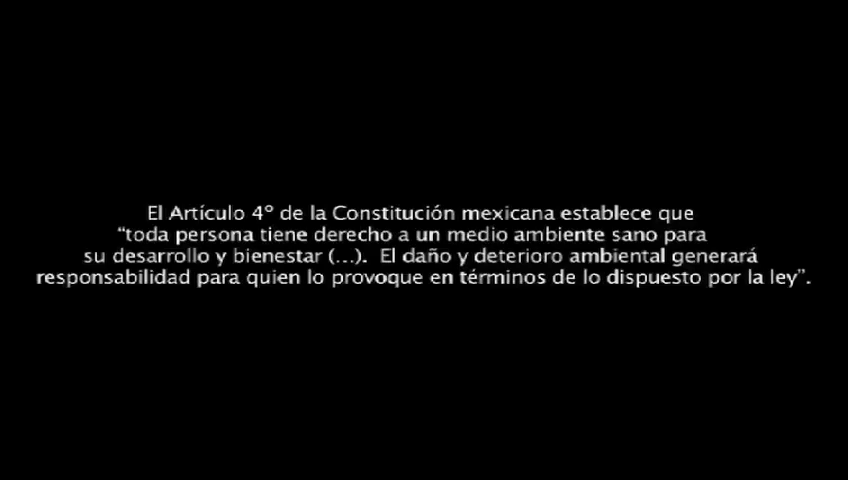 El Artículo 4º de la Constitución mexicana establece que
“toda persona tiene derecho a un medio ambiente sano para
su desarrollo y bienestar (...). El daño y deterioro ambiental generará
responsabilidad para quien lo provoque en términos de lo dispuesto por la ley”.